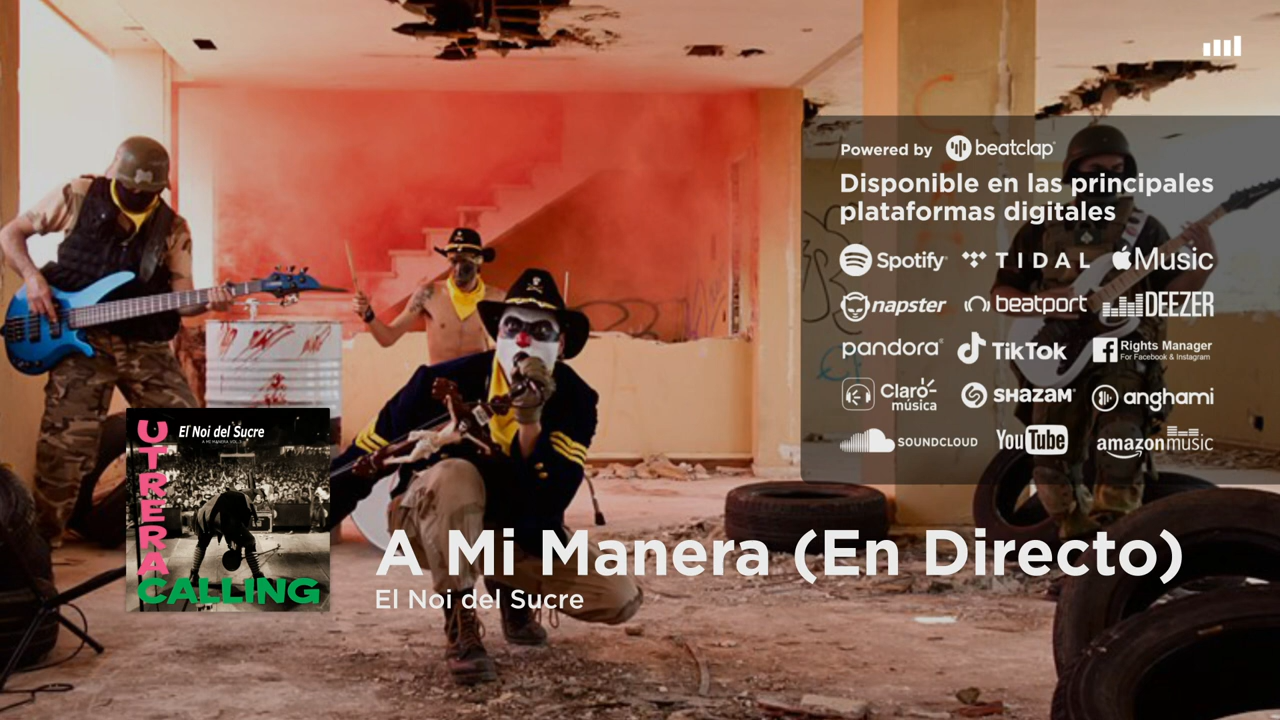 Powered by beatclap
Disponible en las principales
plataformas digitales
Spotify TIDAL Music
napster beatport DEEZER
pandora TikTok Rights Manager
For Facebook & Instagram
Claro música SHAZAM anghami
SOUNDCLOUD YouTube amazon music
El Noi del Sucre
UTRERA
CALLING
A Mi Manera (En Directo)
El Noi del Sucre